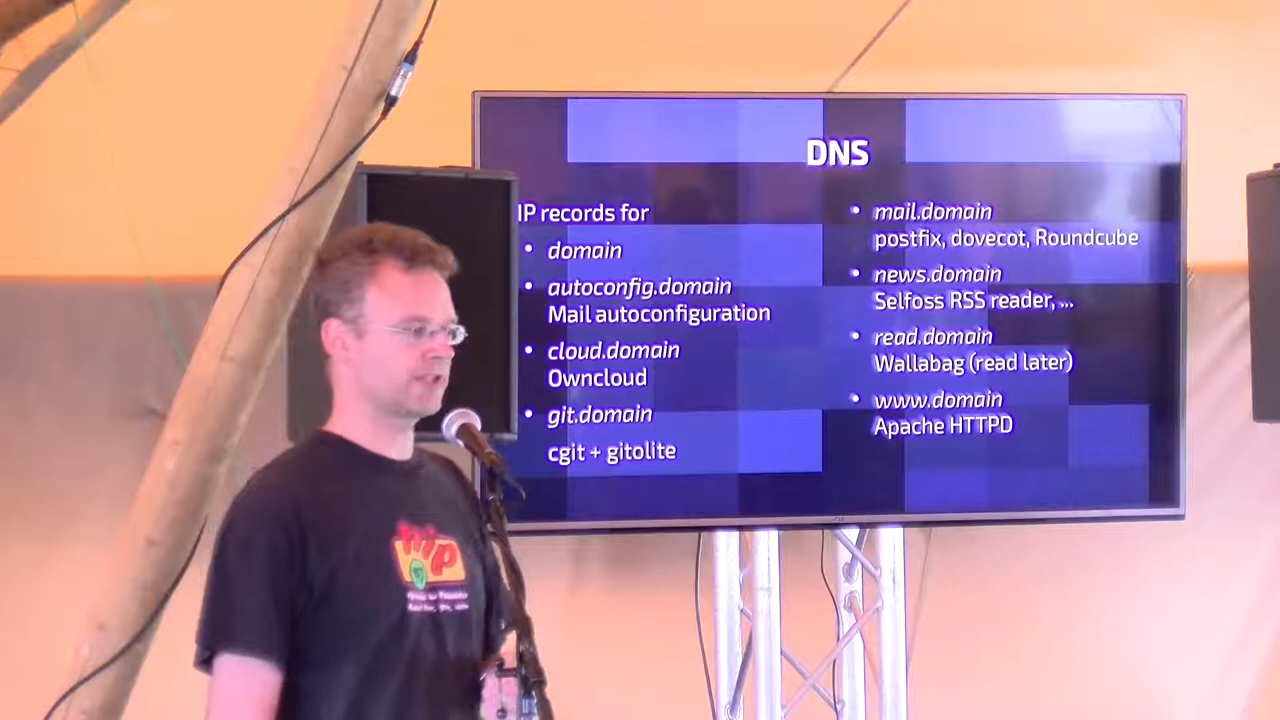 DNS
IP records for
• domain
• autoconfig.domain
Mail autoconfiguration
• cloud.domain
Owncloud
• git.domain
cgit + gitolite
• mail.domain
postfix, dovecot, Roundcube
• news.domain
Selfoss RSS reader, ...
• read.domain
Wallabag (read later)
• www.domain
Apache HTTPD